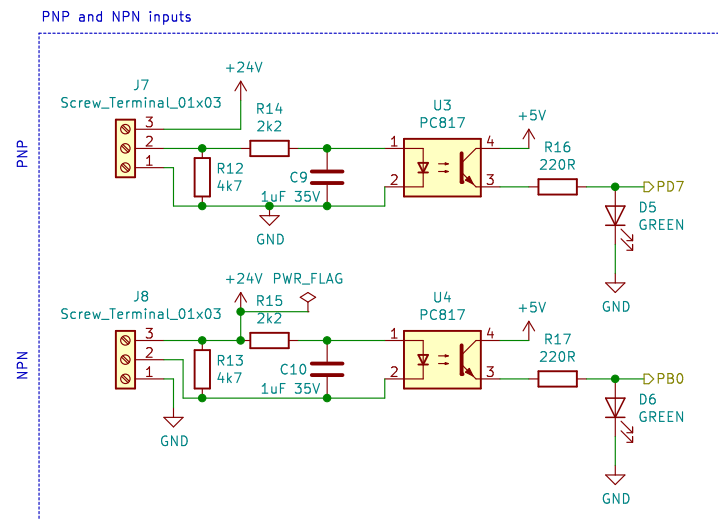 PNP and NPN inputs
PNP
J7
Screw_Terminal_01x03
3
2
1
+24V
R14
2k2
R12
4k7
C9
1uF 35V
GND
U3
PC817
1
2
4
3
+5V
R16
220R
PD7
D5
GREEN
GND
NPN
J8
Screw_Terminal_01x03
3
2
1
+24V PWR_FLAG
R15
2k2
R13
4k7
C10
1uF 35V
GND
U4
PC817
1
2
4
3
+5V
R17
220R
PB0
D6
GREEN
GND